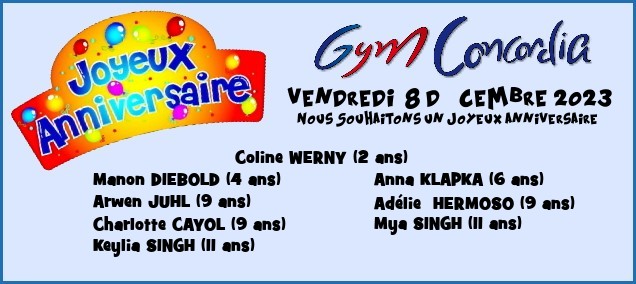 Joyeux
Anniversaire
Gym Concordia
VENDREDI 8 D CEMBRE 2023
NOUS SOUHAITONS UN JOYEUX ANNIVERSAIRE
Coline WERNY (2 ans)
Manon DIEBOLD (4 ans)
Anna KLAPKA (6 ans)
Arwen JUHL (9 ans)
Adélie HERMOSO (9 ans)
Charlotte CAYOL (9 ans)
Mya SINGH (11 ans)
Keylia SINGH (11 ans)